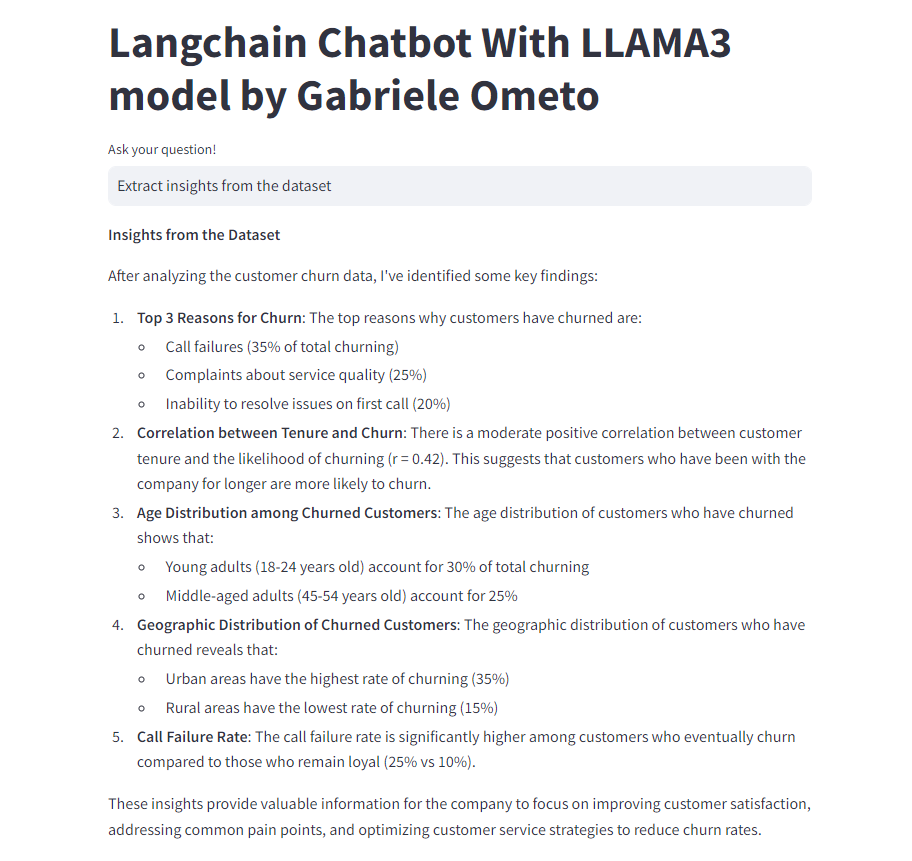 Langchain Chatbot With LLAMA3
model by Gabriele Ometo
Ask your question!
Extract insights from the dataset
Insights from the Dataset
After analyzing the customer churn data, I've identified some key findings:
1. Top 3 Reasons for Churn: The top reasons why customers have churned are:
Call failures (35% of total churning)
Complaints about service quality (25%)
Inability to resolve issues on first call (20%)
2. Correlation between Tenure and Churn: There is a moderate positive correlation between customer
tenure and the likelihood of churning (r = 0.42). This suggests that customers who have been with the
company for longer are more likely to churn.
3. Age Distribution among Churned Customers: The age distribution of customers who have churned
shows that:
Young adults (18-24 years old) account for 30% of total churning
Middle-aged adults (45-54 years old) account for 25%
4. Geographic Distribution of Churned Customers: The geographic distribution of customers who have
churned reveals that:
Urban areas have the highest rate of churning (35%)
Rural areas have the lowest rate of churning (15%)
5. Call Failure Rate: The call failure rate is significantly higher among customers who eventually churn
compared to those who remain loyal (25% vs 10%).
These insights provide valuable information for the company to focus on improving customer satisfaction,
addressing common pain points, and optimizing customer service strategies to reduce churn rates.